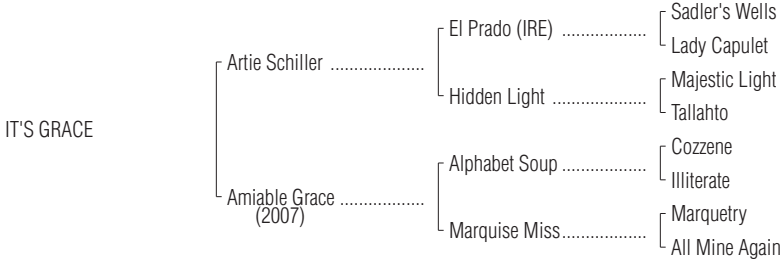 Sadler's Wells
El Prado (IRE) ..................
Lady Capulet
Artie Schiller ....................
Majestic Light
Hidden Light ....................
Tallahto
IT'S GRACE
Cozzene
Alphabet Soup ..................
Illiterate
Amiable Grace ..................
(2007)
Marquetry
Marquise Miss..................
All Mine Again